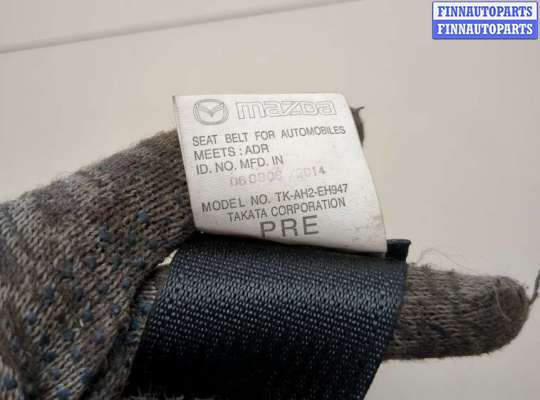 FINNAUTOPARTS
FINNAUTOPARTS
mazda
SEAT BELT FOR AUTOMOBILES
MEETS : ADR
ID. NO. MFD. IN
/2014
MODEL NO. TK-AH2-EH947
TAKATA CORPORATION
PRE